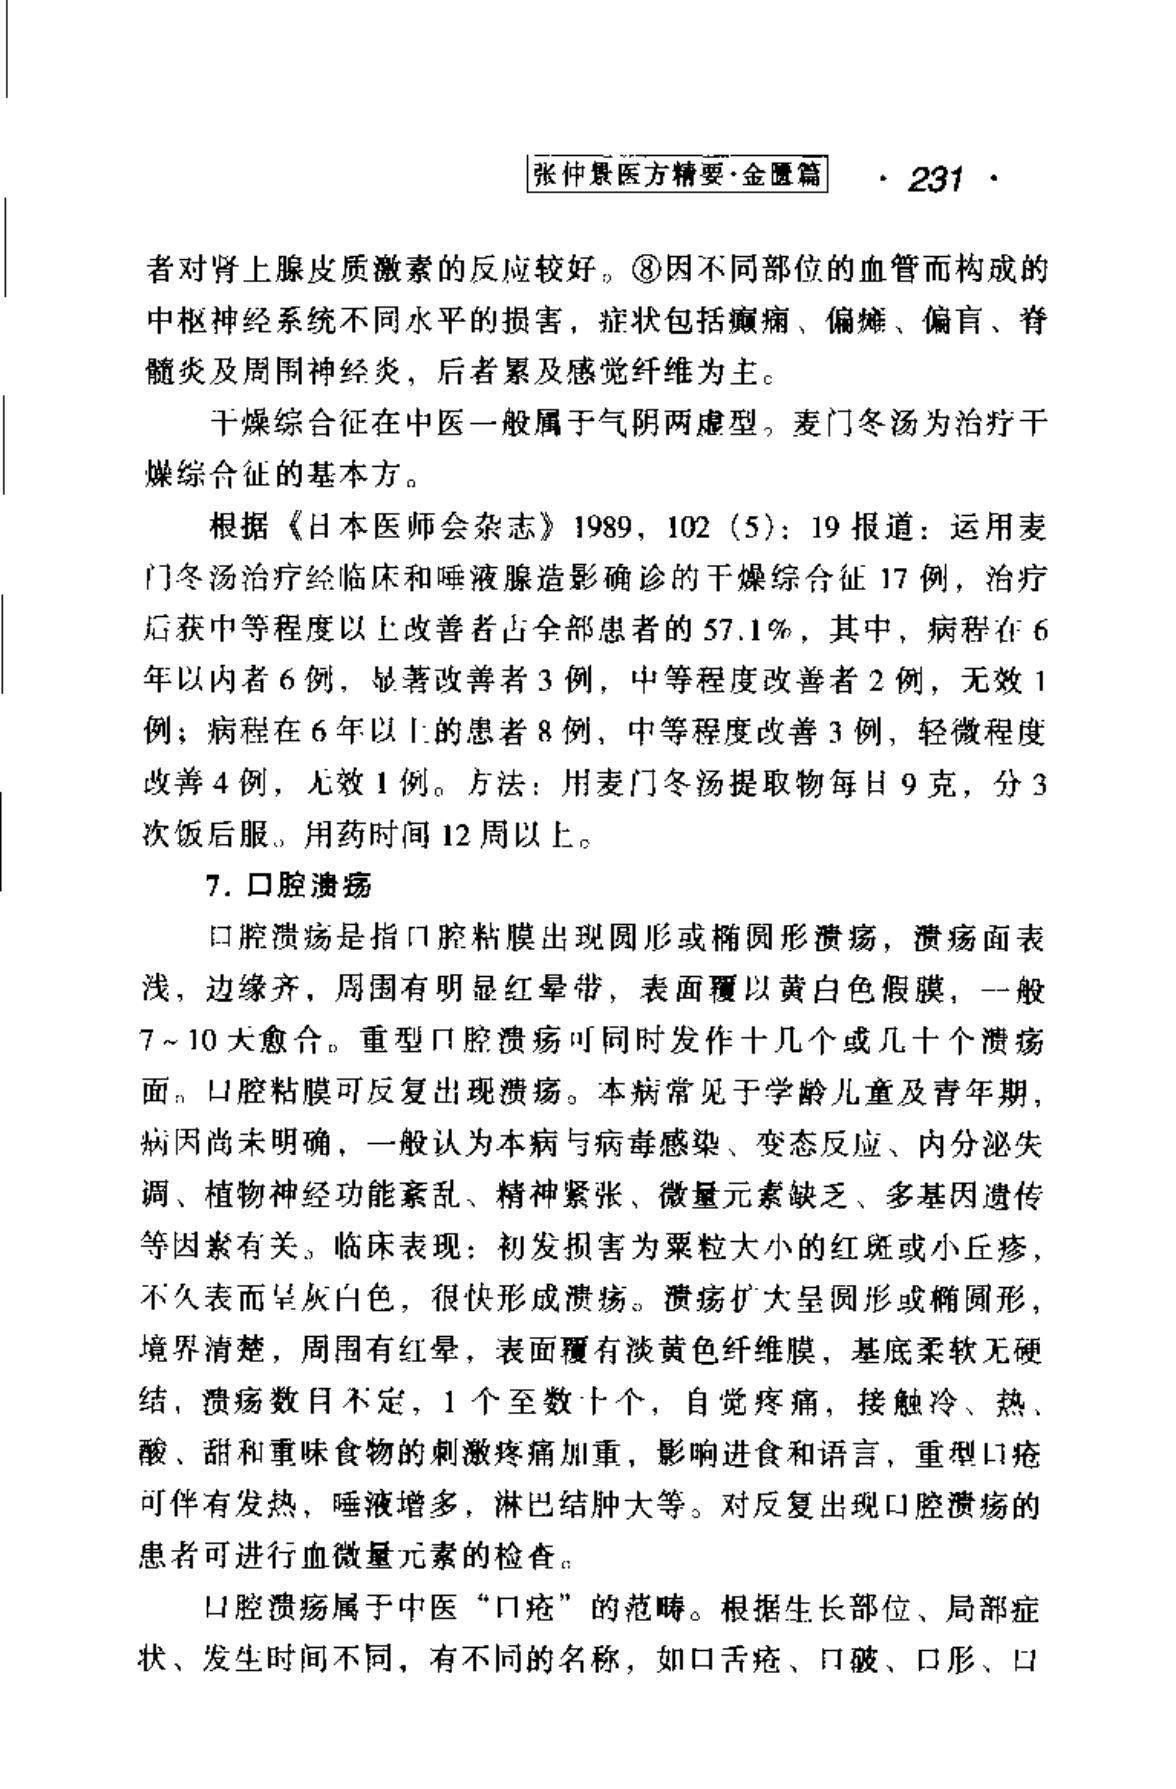 张仲景医方精要·金匮篇 · 231 ·
者对肾上腺皮质激素的反应较好。⑧因不同部位的血管而构成的
中枢神经系统不同水平的损害，症状包括癫痫、偏瘫、偏盲、脊
髓炎及周围神经炎，后者累及感觉纤维为主。
干燥综合征在中医一般属于气阴两虚型。麦门冬汤为治疗干
燥综合征的基本方。
根据《日本医师会杂志》1989，102（5）：19 报道：运用麦
门冬汤治疗经临床和唾液腺造影确诊的干燥综合征 17 例，治疗
后获中等程度以上改善者占全部患者的 57.1%，其中，病程在 6
年以内者 6 例，显著改善者 3 例，中等程度改善者 2 例，无效 1
例；病程在 6 年以上的患者 8 例，中等程度改善 3 例，轻微程度
改善 4 例，无效 1 例。方法：用麦门冬汤提取物每日 9 克，分 3
次饭后服。用药时间 12 周以上。
7. 口腔溃疡
口腔溃疡是指口腔粘膜出现圆形或椭圆形溃疡，溃疡面表
浅，边缘齐，周围有明显红晕带，表面覆以黄白色假膜，一般
7～10 天愈合。重型口腔溃疡可同时发作十几个或几十个溃疡
面。口腔粘膜可反复出现溃疡。本病常见于学龄儿童及青年期，
病因尚未明确，一般认为本病与病毒感染、变态反应、内分泌失
调、植物神经功能紊乱、精神紧张、微量元素缺乏、多基因遗传
等因素有关。临床表现：初发损害为粟粒大小的红斑或小丘疹，
不久表面呈灰白色，很快形成溃疡。溃疡扩大呈圆形或椭圆形，
境界清楚，周围有红晕，表面覆有淡黄色纤维膜，基底柔软无硬
结，溃疡数目不定，1 个至数十个，自觉疼痛，接触冷、热、
酸、甜和重味食物的刺激疼痛加重，影响进食和语言，重型口疮
可伴有发热，唾液增多，淋巴结肿大等。对反复出现口腔溃疡的
患者可进行血微量元素的检查。
口腔溃疡属于中医“口疮”的范畴。根据生长部位、局部症
状、发生时间不同，有不同的名称，如口舌疮、口破、口形、口